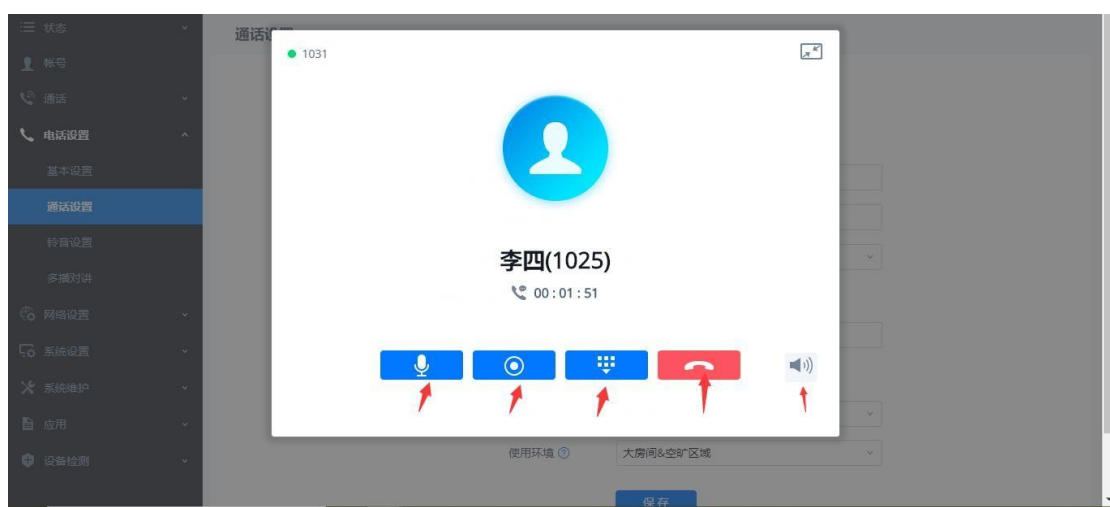 状态
通话设
1031
帐号
通话
电话设置
基本设置
通话设置
铃音设置
李四(1025)
多播对讲
00:01:51
网络设置
系统设置
系统维护
应用
使用环境 大房间&空旷区域
设备检测
保存